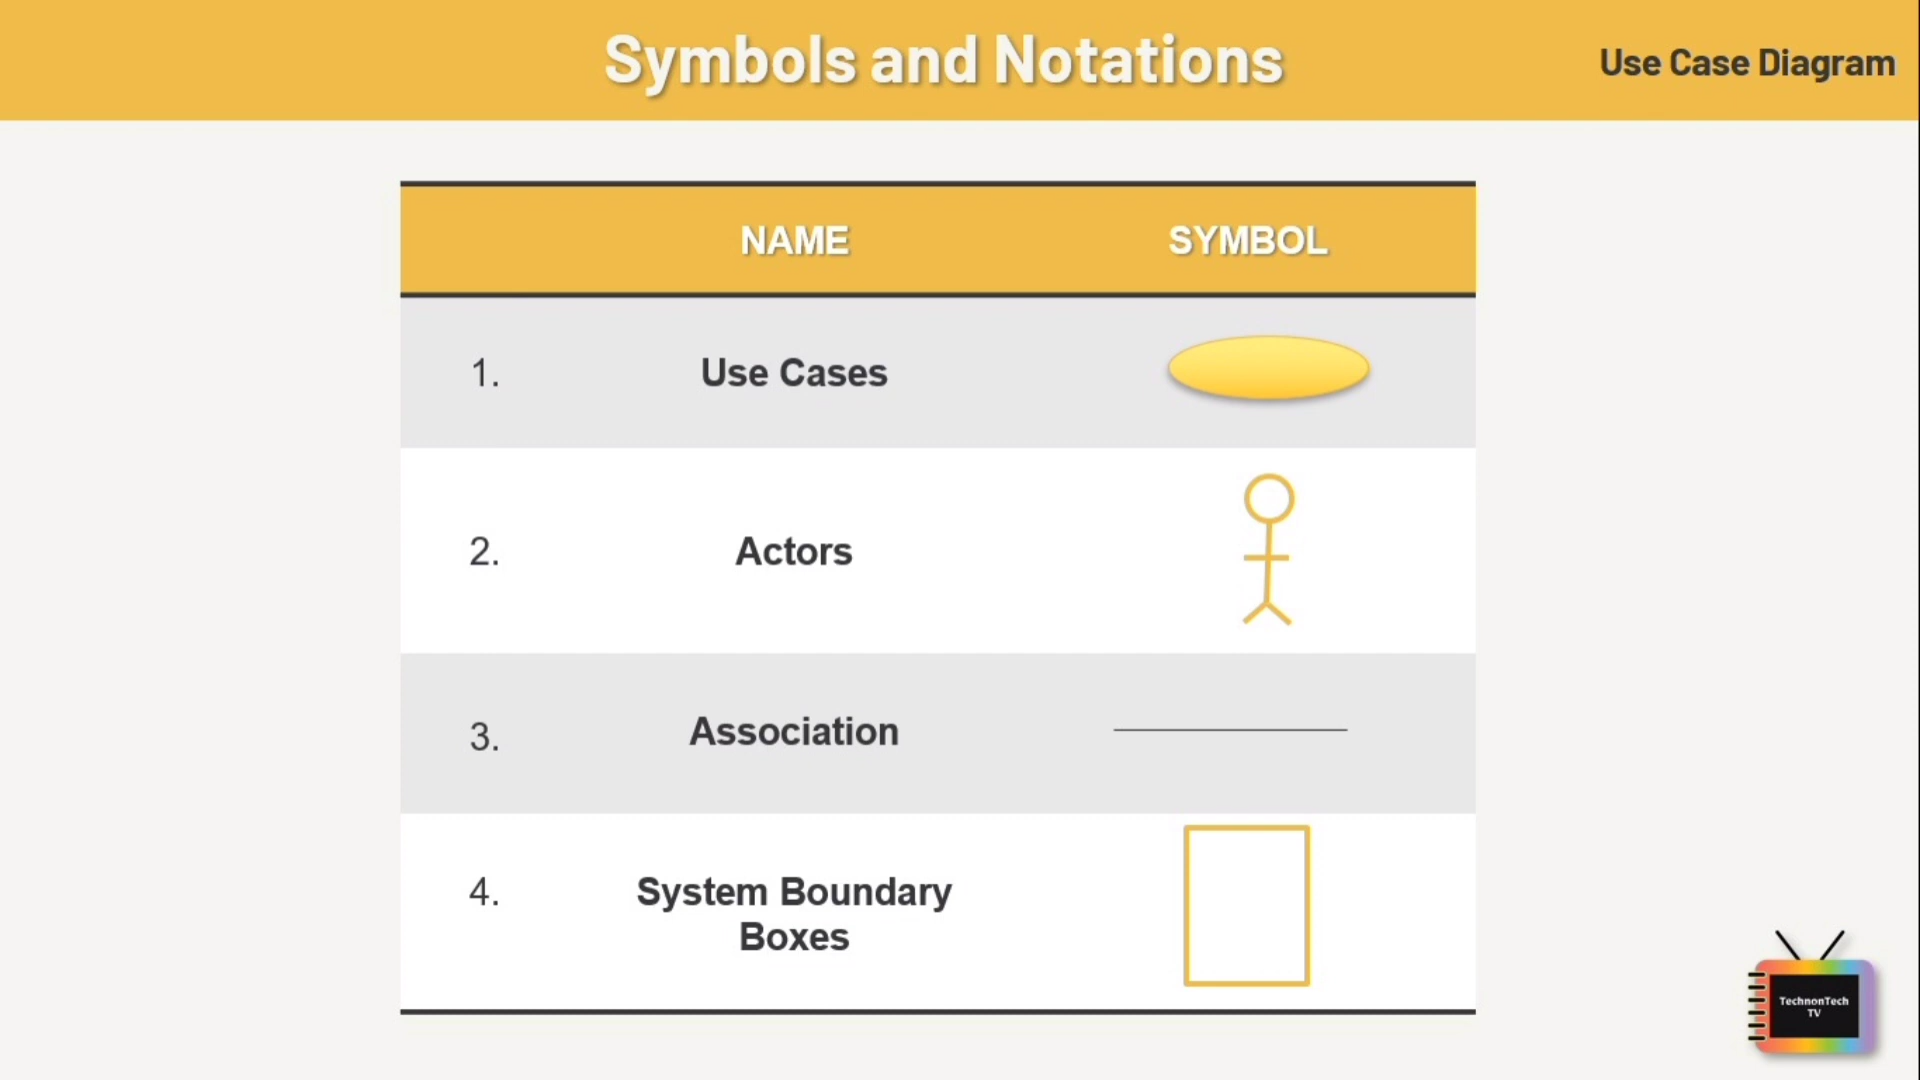 Symbols and Notations
Use Case Diagram
NAME SYMBOL
1. Use Cases
2. Actors
3. Association
4. System Boundary
Boxes
TechnonTech
TV